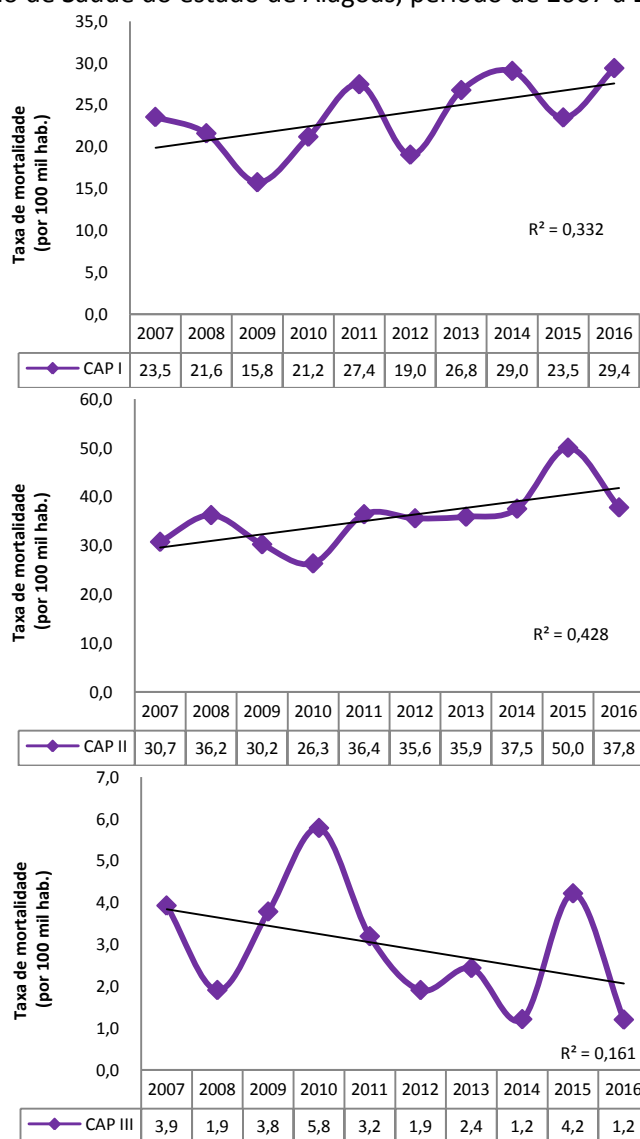 de Saúde do estado de Alagoas, período de 2007 a
35,0
30,0
25,0
20,0
15,0
10,0
5,0
0,0
Taxa de mortalidade
(por 100 mil hab.)
R² = 0,332
2007 2008 2009 2010 2011 2012 2013 2014 2015 2016
CAP I 23,5 21,6 15,8 21,2 27,4 19,0 26,8 29,0 23,5 29,4
60,0
50,0
40,0
30,0
20,0
10,0
0,0
Taxa de mortalidade
(por 100 mil hab.)
R² = 0,428
2007 2008 2009 2010 2011 2012 2013 2014 2015 2016
CAP II 30,7 36,2 30,2 26,3 36,4 35,6 35,9 37,5 50,0 37,8
7,0
6,0
5,0
4,0
3,0
2,0
1,0
0,0
Taxa de mortalidade
(por 100 mil hab.)
R² = 0,161
2007 2008 2009 2010 2011 2012 2013 2014 2015 2016
CAP III 3,9 1,9 3,8 5,8 3,2 1,9 2,4 1,2 4,2 1,2